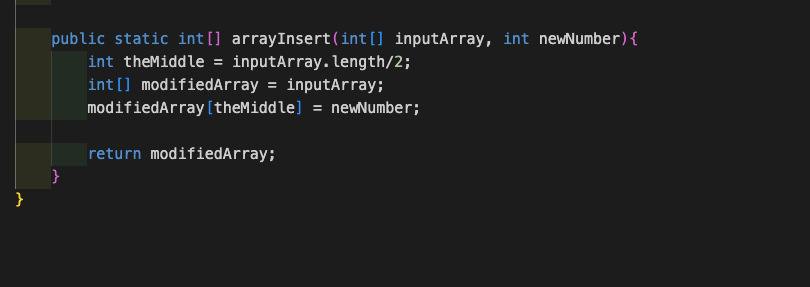 public static int[] arrayInsert(int[] inputArray, int newNumber){
int theMiddle = inputArray.length/2;
int[] modifiedArray = inputArray;
modifiedArray[theMiddle] = newNumber;
return modifiedArray;
}
}